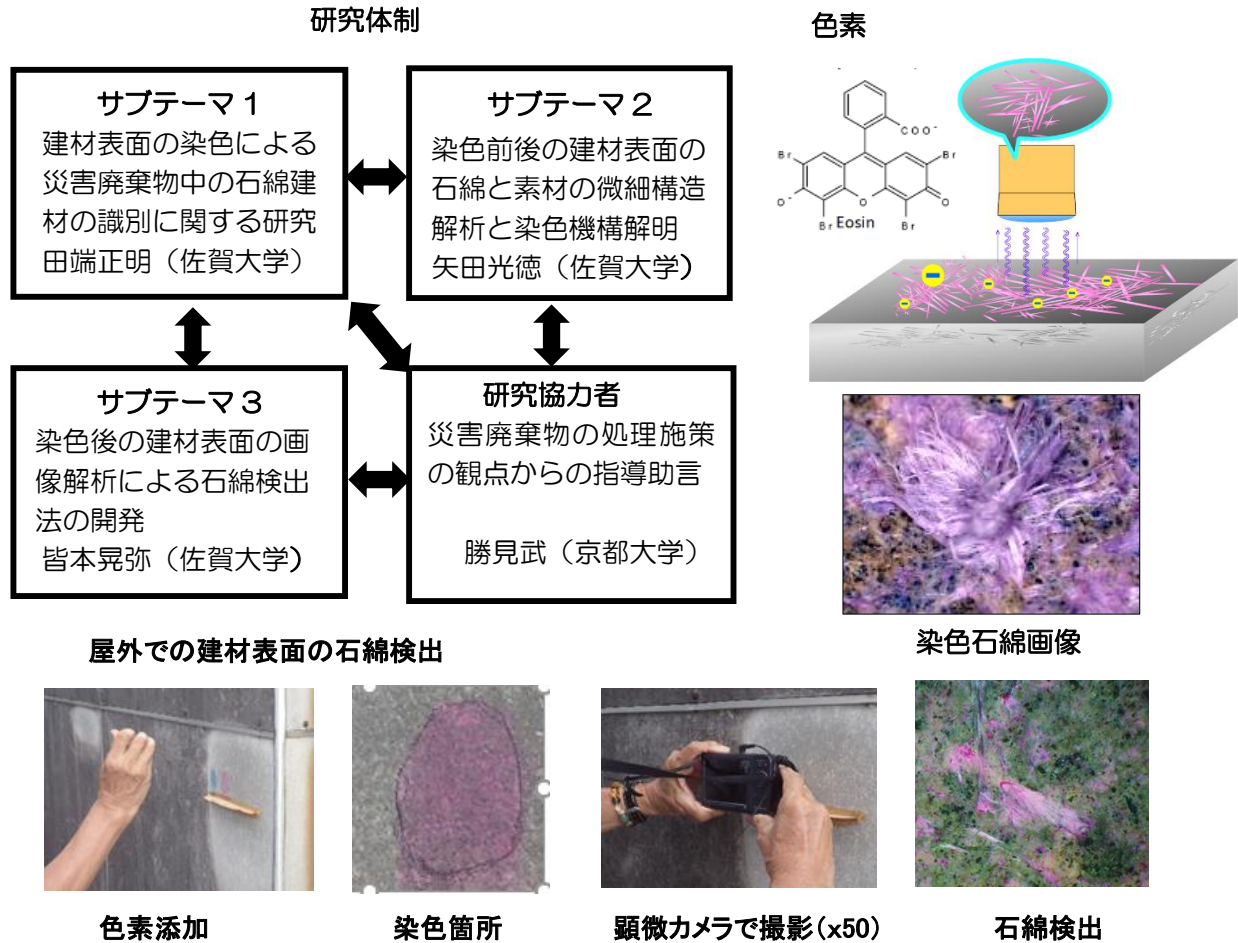 研究体制
サブテーマ１
建材表面の染色による
災害廃棄物中の石綿建
材の識別に関する研究
田端正明（佐賀大学）
サブテーマ２
染色前後の建材表面の
石綿と素材の微細構造
解析と染色機構解明
矢田光徳（佐賀大学）
サブテーマ３
染色後の建材表面の画
像解析による石綿検出
法の開発
皆本晃弥（佐賀大学）
研究協力者
災害廃棄物の処理施策
の観点からの指導助言
勝見武（京都大学）
色素
COO-
Br
Br
O-
O
O
Br
Eosin
Br
染色石綿画像
屋外での建材表面の石綿検出
色素添加
染色箇所
顕微カメラで撮影（x50）
石綿検出